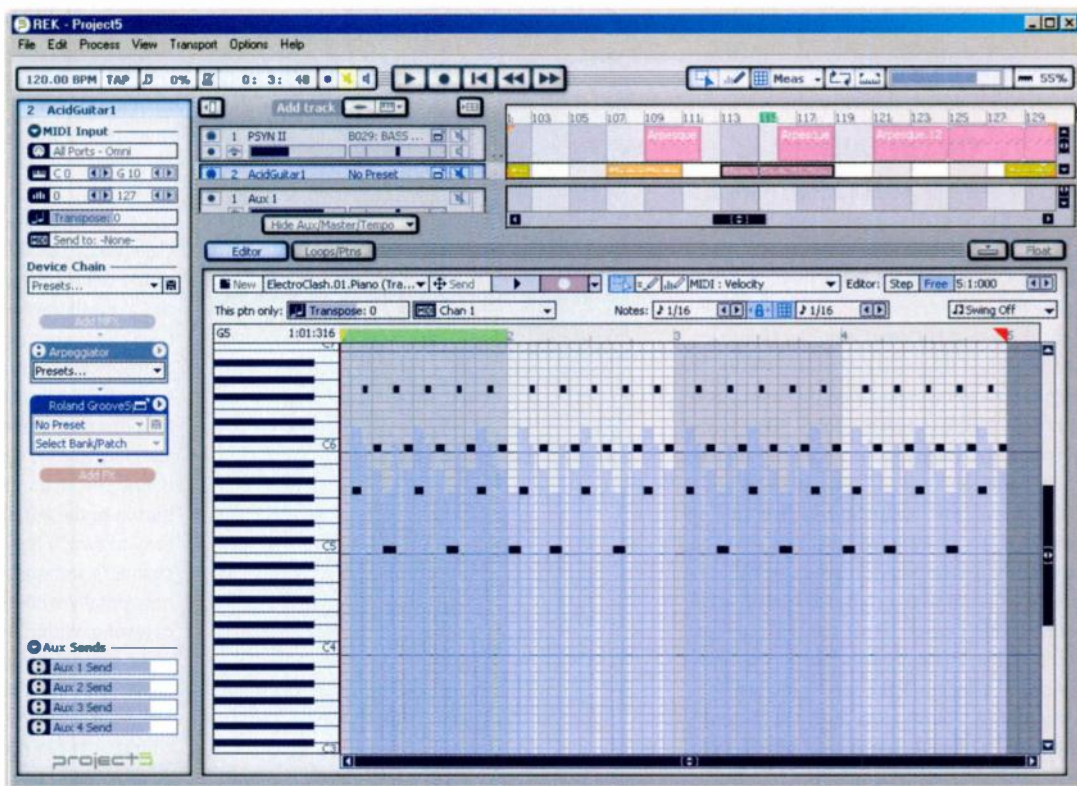 REK - Project5
File Edit Process View Transport Options Help
120.00 BPM TAP 0% 0: 3: 48 Meas 55%
2 AcidGuitar1
MIDI Input
All Ports - Omni
C 0 G 10
0 127
Transpose: 0
Send to: -None-
Device Chain
Presets...
Add MFX
Arpeggiator
Presets...
Roland GrooveSy
No Preset
Select Bank/Patch
Add FX
Aux Sends
Aux 1 Send
Aux 2 Send
Aux 3 Send
Aux 4 Send
project5
Add track
1 PSYN II B029: BASS ...
2 AcidGuitar1 No Preset
1 Aux 1
Hide Aux/Master/Tempo
103 105 107 109 111 113 115 117 119 121 123 125 127 129
Arpesque Arpesque Arpesque.12
Editor Loops/Ptns Float
New ElectroClash.01.Piano (Tra... Send MIDI : Velocity Editor: Step Free 5:1:000
This ptn only: Transpose: 0 Chan 1 Notes: 1/16 1/16 Swing Off
G5 1:01:316 2 3 4 5
C7
C6
C5
C4
C3